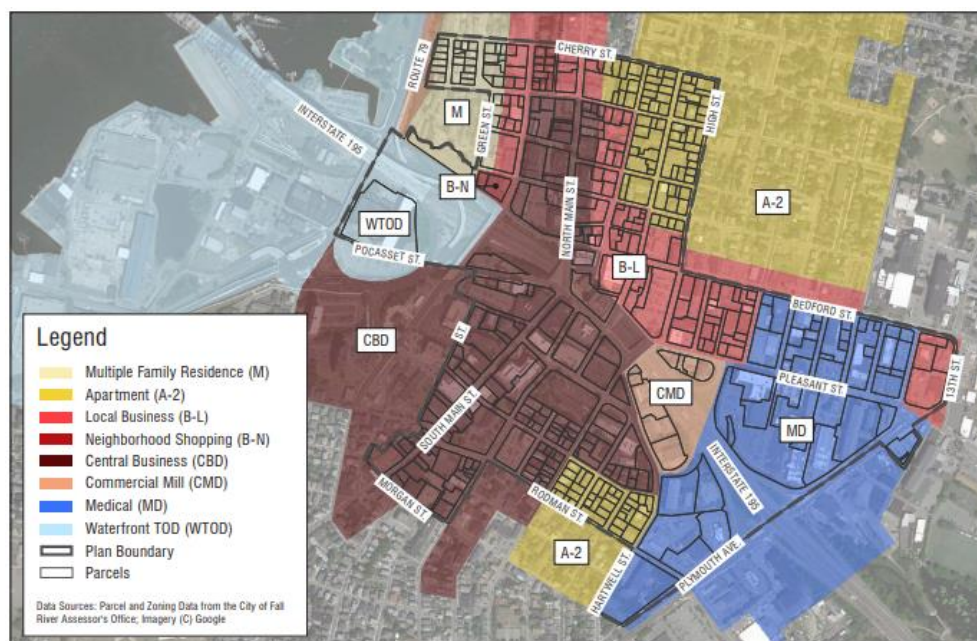 CHERRY ST.
ROUTE 79
HIGH ST.
INTERSTATE 195
M
GREEN ST.
B-N
NORTH MAIN ST.
A-2
WTOD
POCASSET ST.
B-L
BEDFORD ST.
CBD
ST.
PLEASANT ST.
13TH ST.
CMD
SOUTH MAIN ST.
MD
INTERSTATE 195
MORGAN ST.
RODMAN ST.
A-2
HARTWELL ST.
PLYMOUTH AVE.
Legend
Multiple Family Residence (M)
Apartment (A-2)
Local Business (B-L)
Neighborhood Shopping (B-N)
Central Business (CBD)
Commercial Mill (CMD)
Medical (MD)
Waterfront TOD (WTOD)
Plan Boundary
Parcels
Data Sources: Parcel and Zoning Data from the City of Fall
River Assessor's Office; Imagery (C) Google